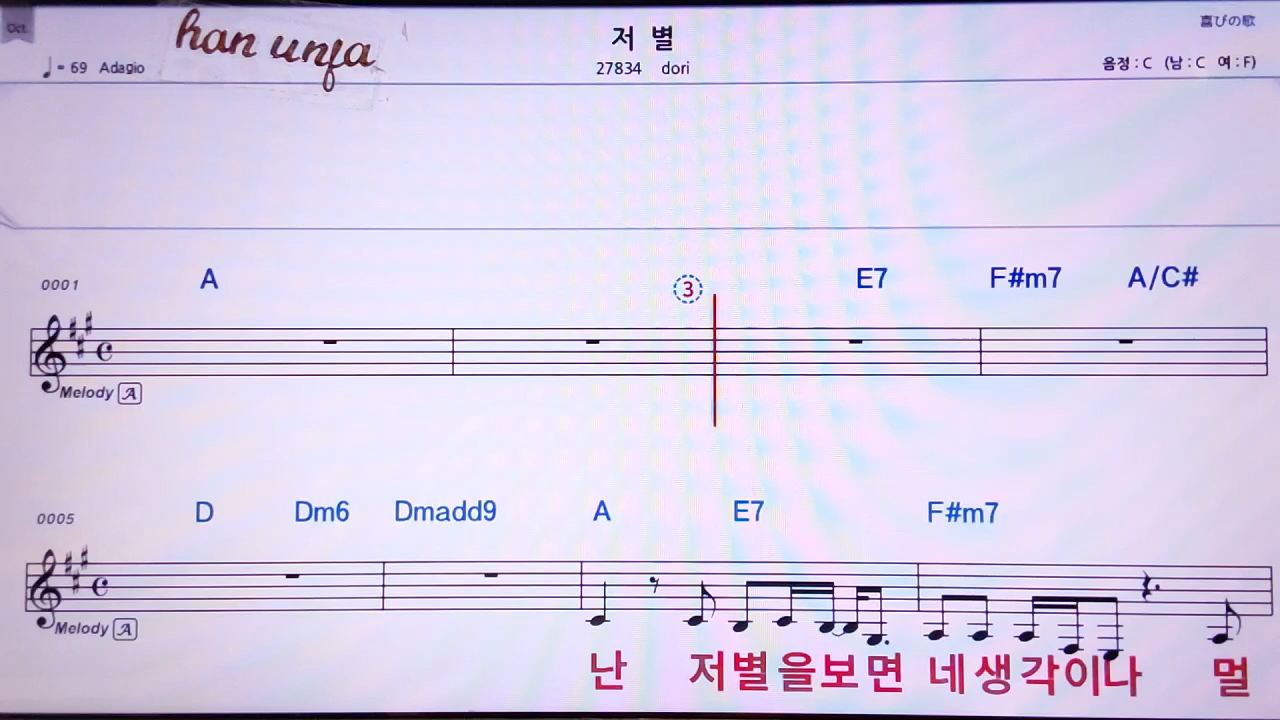 Oct.
han unfa
저 별
喜びの歌
♩= 69 Adagio
27834 dori
음정 : C (남 : C 여 : F)
0001 A ③ E7 F#m7 A/C#
Melody A
0005 D Dm6 Dmadd9 A E7 F#m7
Melody A
난 저별을보면 네생각이나 멀